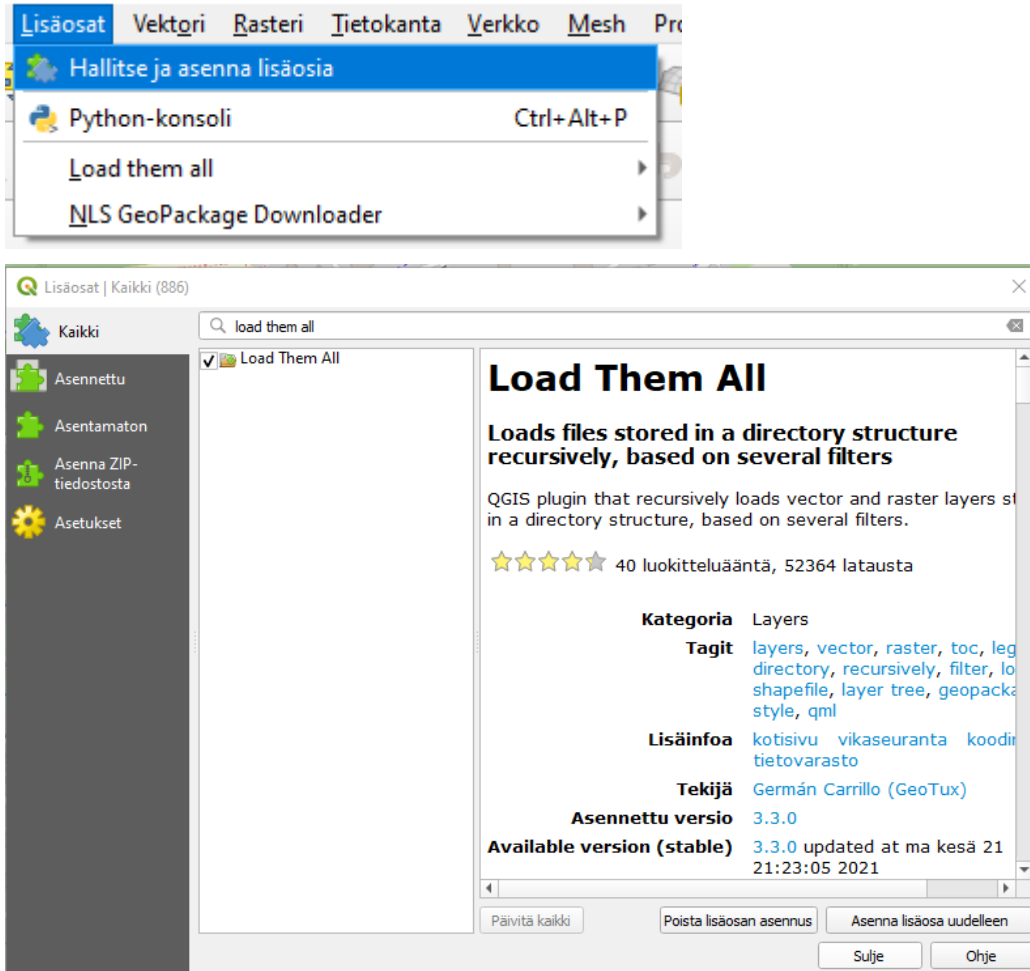 Lisäosat Vektori Rasteri Tietokanta Verkko Mesh
Hallitse ja asenna lisäosia
Python-konsoli Ctrl+Alt+P
Load them all
NLS GeoPackage Downloader
Lisäosat | Kaikki (886)
Kaikki
load them all
Asennettu
Asentamaton
Asenna ZIP-
tiedostosta
Asetukset
Load Them All
Load Them All
Loads files stored in a directory structure
recursively, based on several filters
QGIS plugin that recursively loads vector and raster layers
in a directory structure, based on several filters.
40 luokitteluääntä, 52364 latausta
Kategoria Layers
Tagit layers, vector, raster, toc,
directory, recursively, filter,
shapefile, layer tree,
style, qml
Lisäinfoa kotisivu vikaseuranta
tietovarasto
Tekijä Germán Carrillo (GeoTux)
Asennettu versio 3.3.0
Available version (stable) 3.3.0 updated at ma kesä 21
21:23:05 2021
Päivitä kaikki Poista lisäosan asennus Asenna lisäosa uudelleen
Sulje Ohje